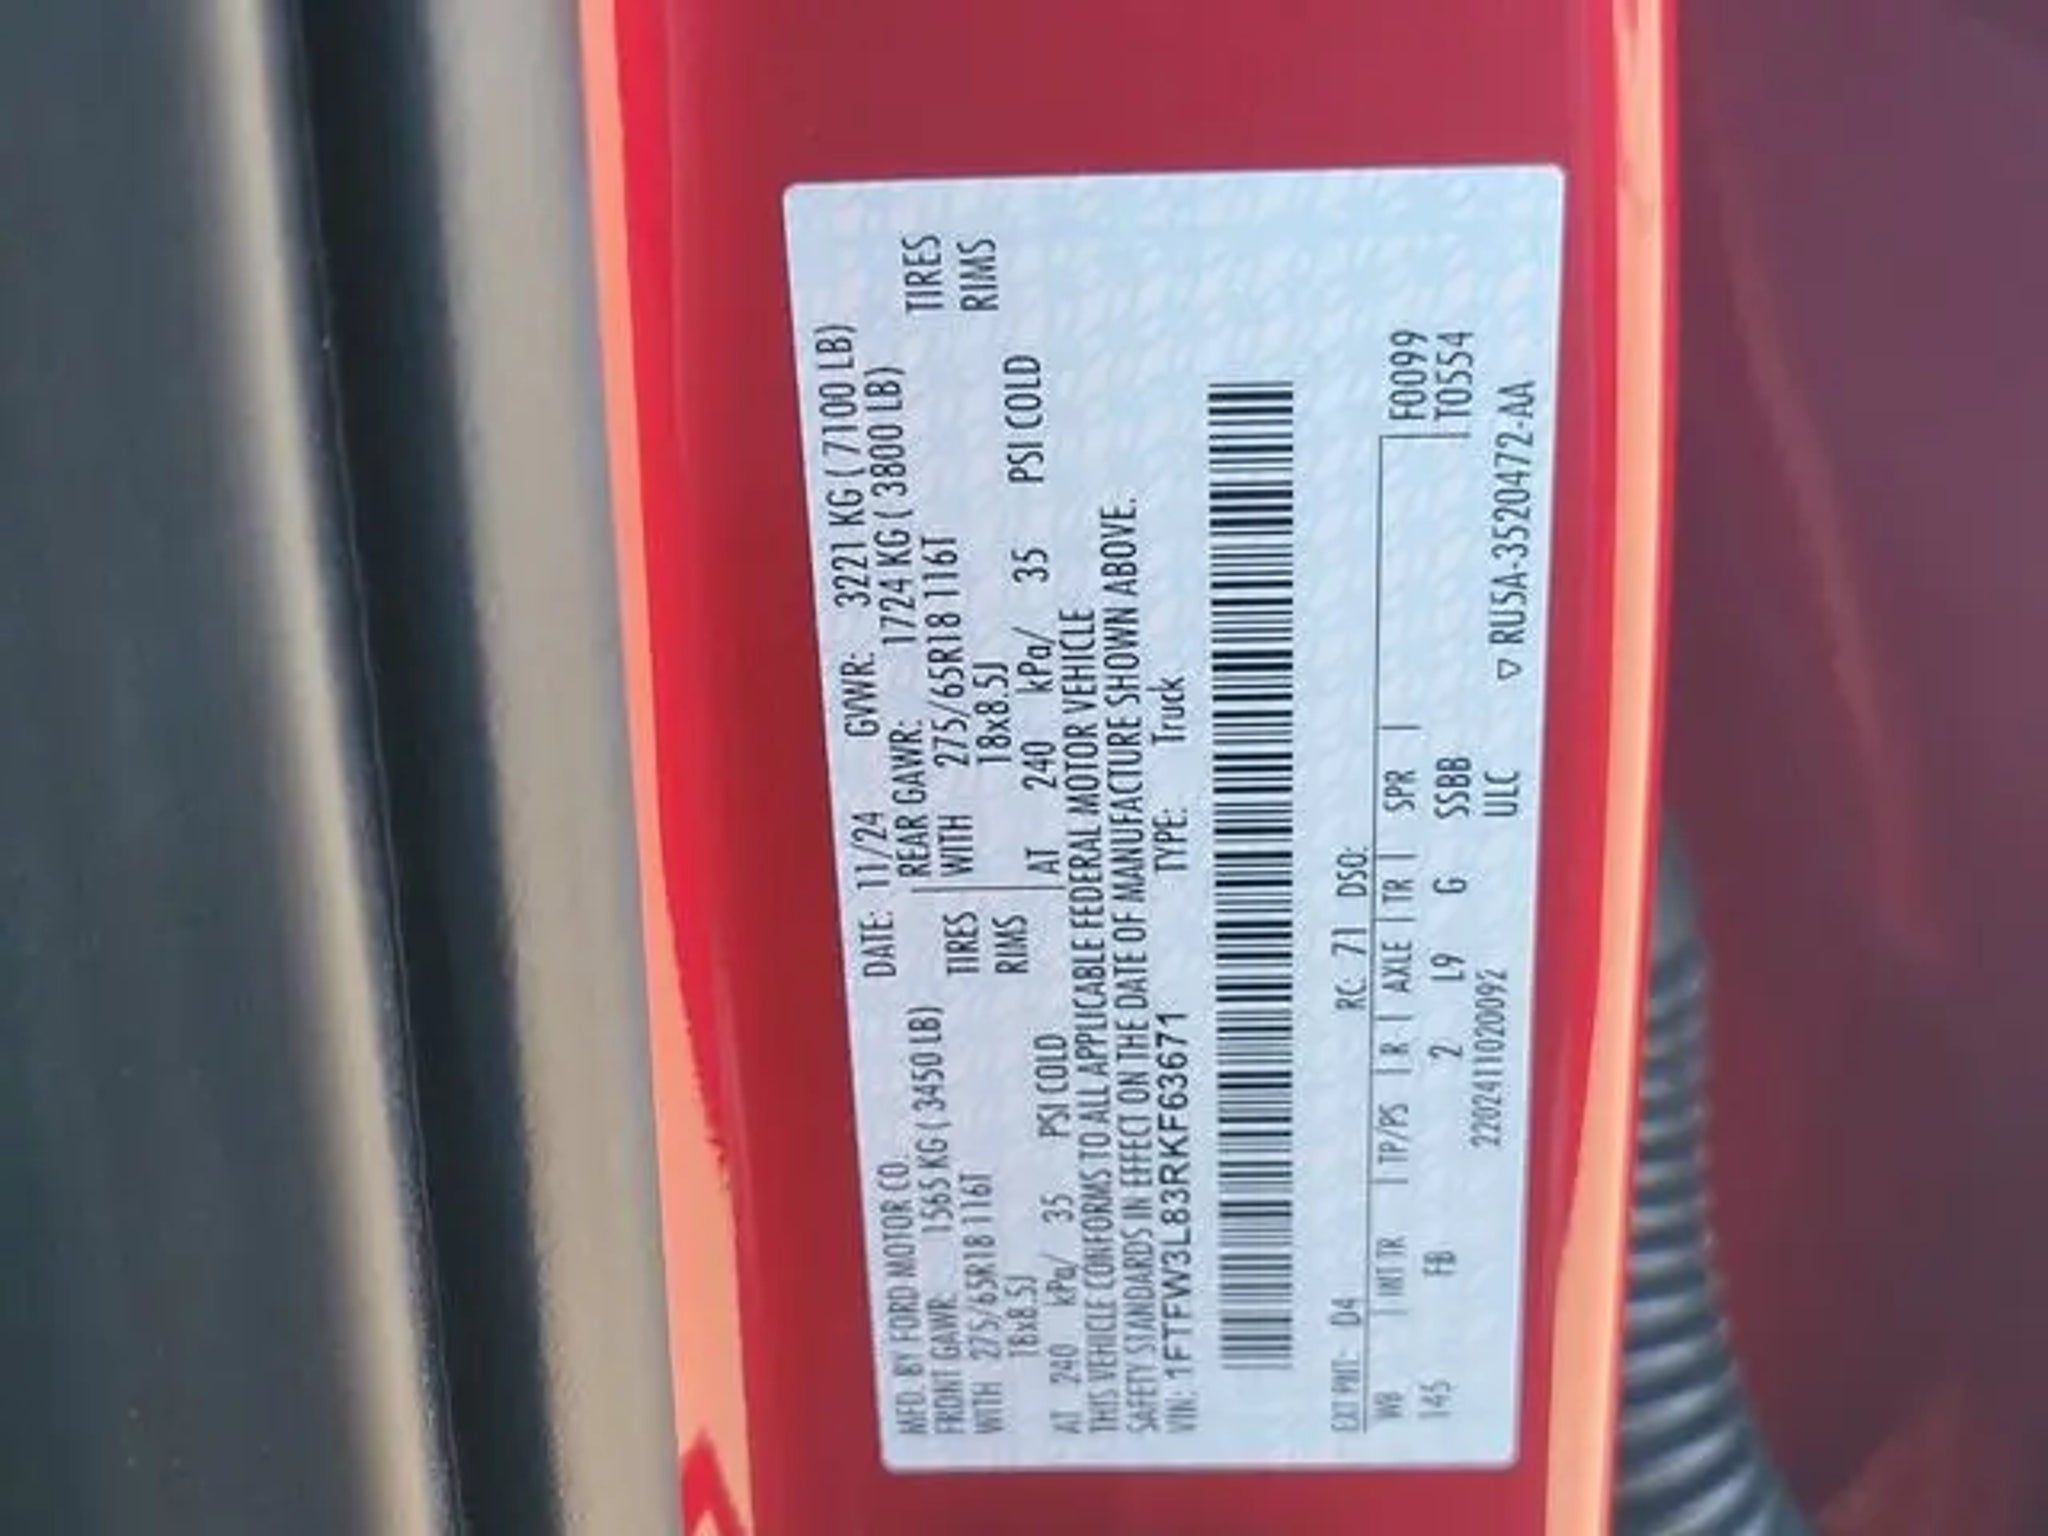 MFD. BY FORD MOTOR CO. DATE: 11/24 GVWR: 3221 KG ( 7100 LB)
FRONT GAWR: 1565 KG ( 3450 LB) REAR GAWR: 1724 KG ( 3800 LB)
WITH 275/65R18 116T TIRES WITH 275/65R18 116T TIRES
18x8.5J RIMS 18x8.5J RIMS
AT 240 kPa/ 35 PSI COLD AT 240 kPa/ 35 PSI COLD
THIS VEHICLE CONFORMS TO ALL APPLICABLE FEDERAL MOTOR VEHICLE
SAFETY STANDARDS IN EFFECT ON THE DATE OF MANUFACTURE SHOWN ABOVE.
VIN: 1FTFW3L83RKF63671 TYPE: Truck
EXT PNT: D4 RC: 71 DSO:
WB INT TR TP/PS R AXLE TR SPR F0099
145 FB 2 L9 G SSBB T0554
ULC
▽ RU5A-3520472-AA